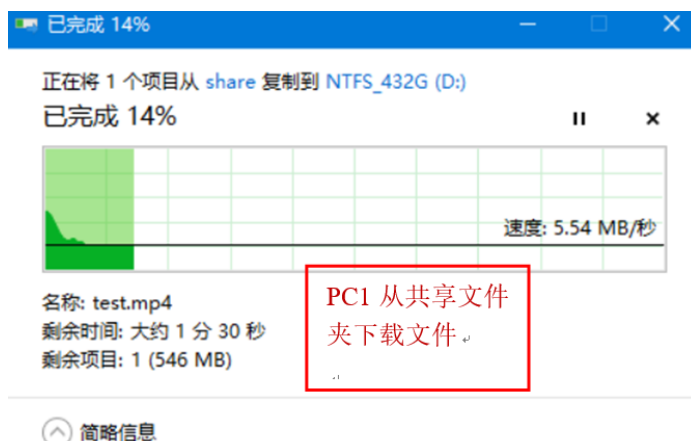 已完成 14%
正在将 1 个项目从 share 复制到 NTFS_432G (D:)
已完成 14%
速度: 5.54 MB/秒
名称: test.mp4
剩余时间: 大约 1 分 30 秒
剩余项目: 1 (546 MB)
PC1 从共享文件
夹下载文件
简略信息